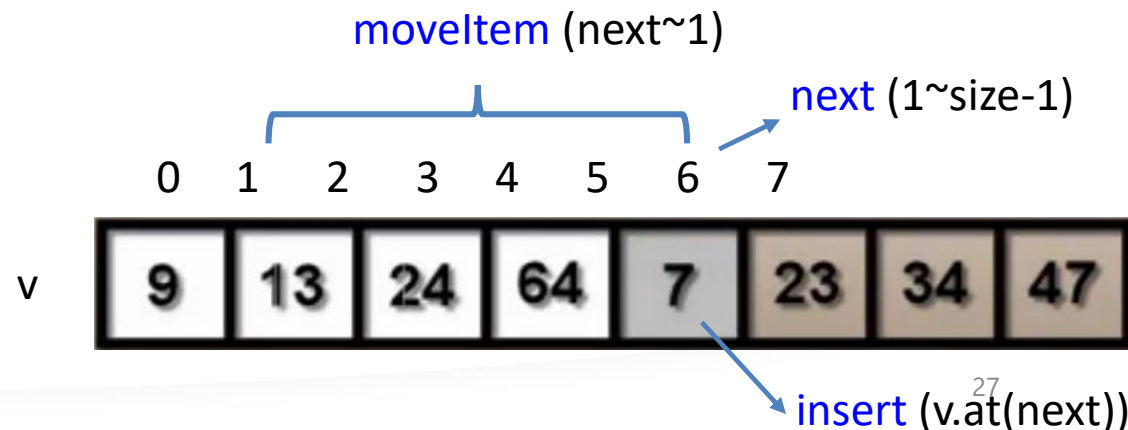 moveItem (next~1)
next (1~size-1)
0 1 2 3 4 5 6 7
v 9 13 24 64 7 23 34 47
27
insert (v.at(next))